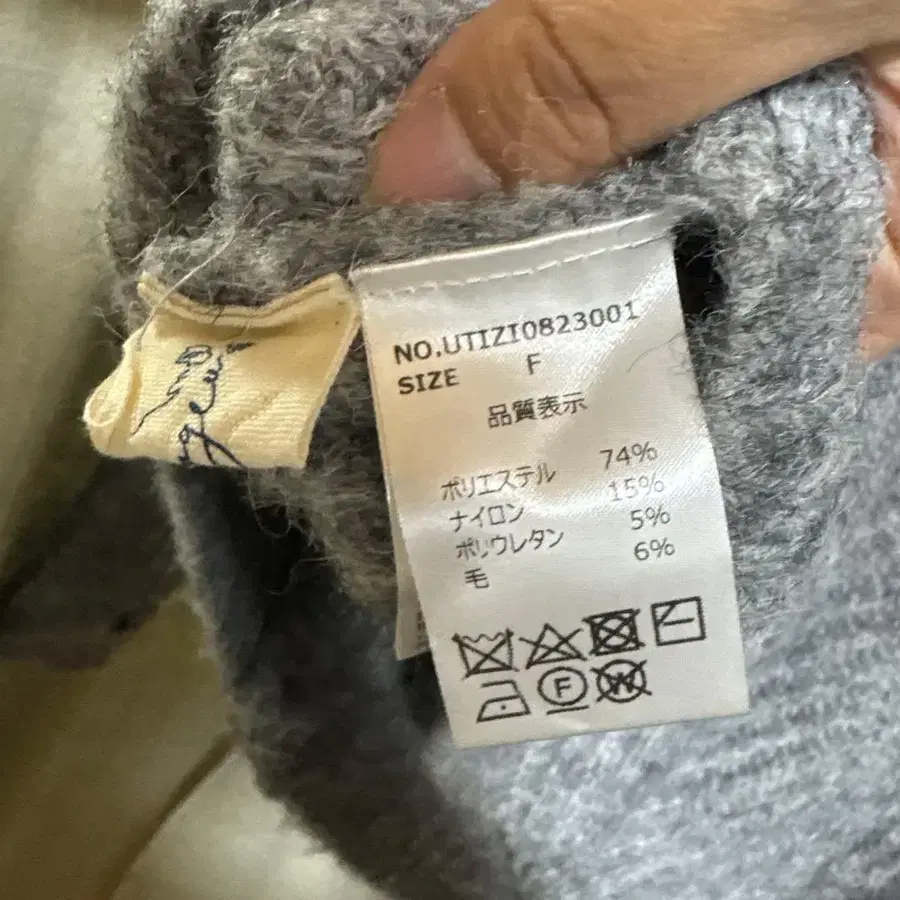 NO.UTIZI0823001
SIZE F
品質表示
ポリエステル 74%
ナイロン 15%
ポリウレタン 5%
毛 6%
F
W